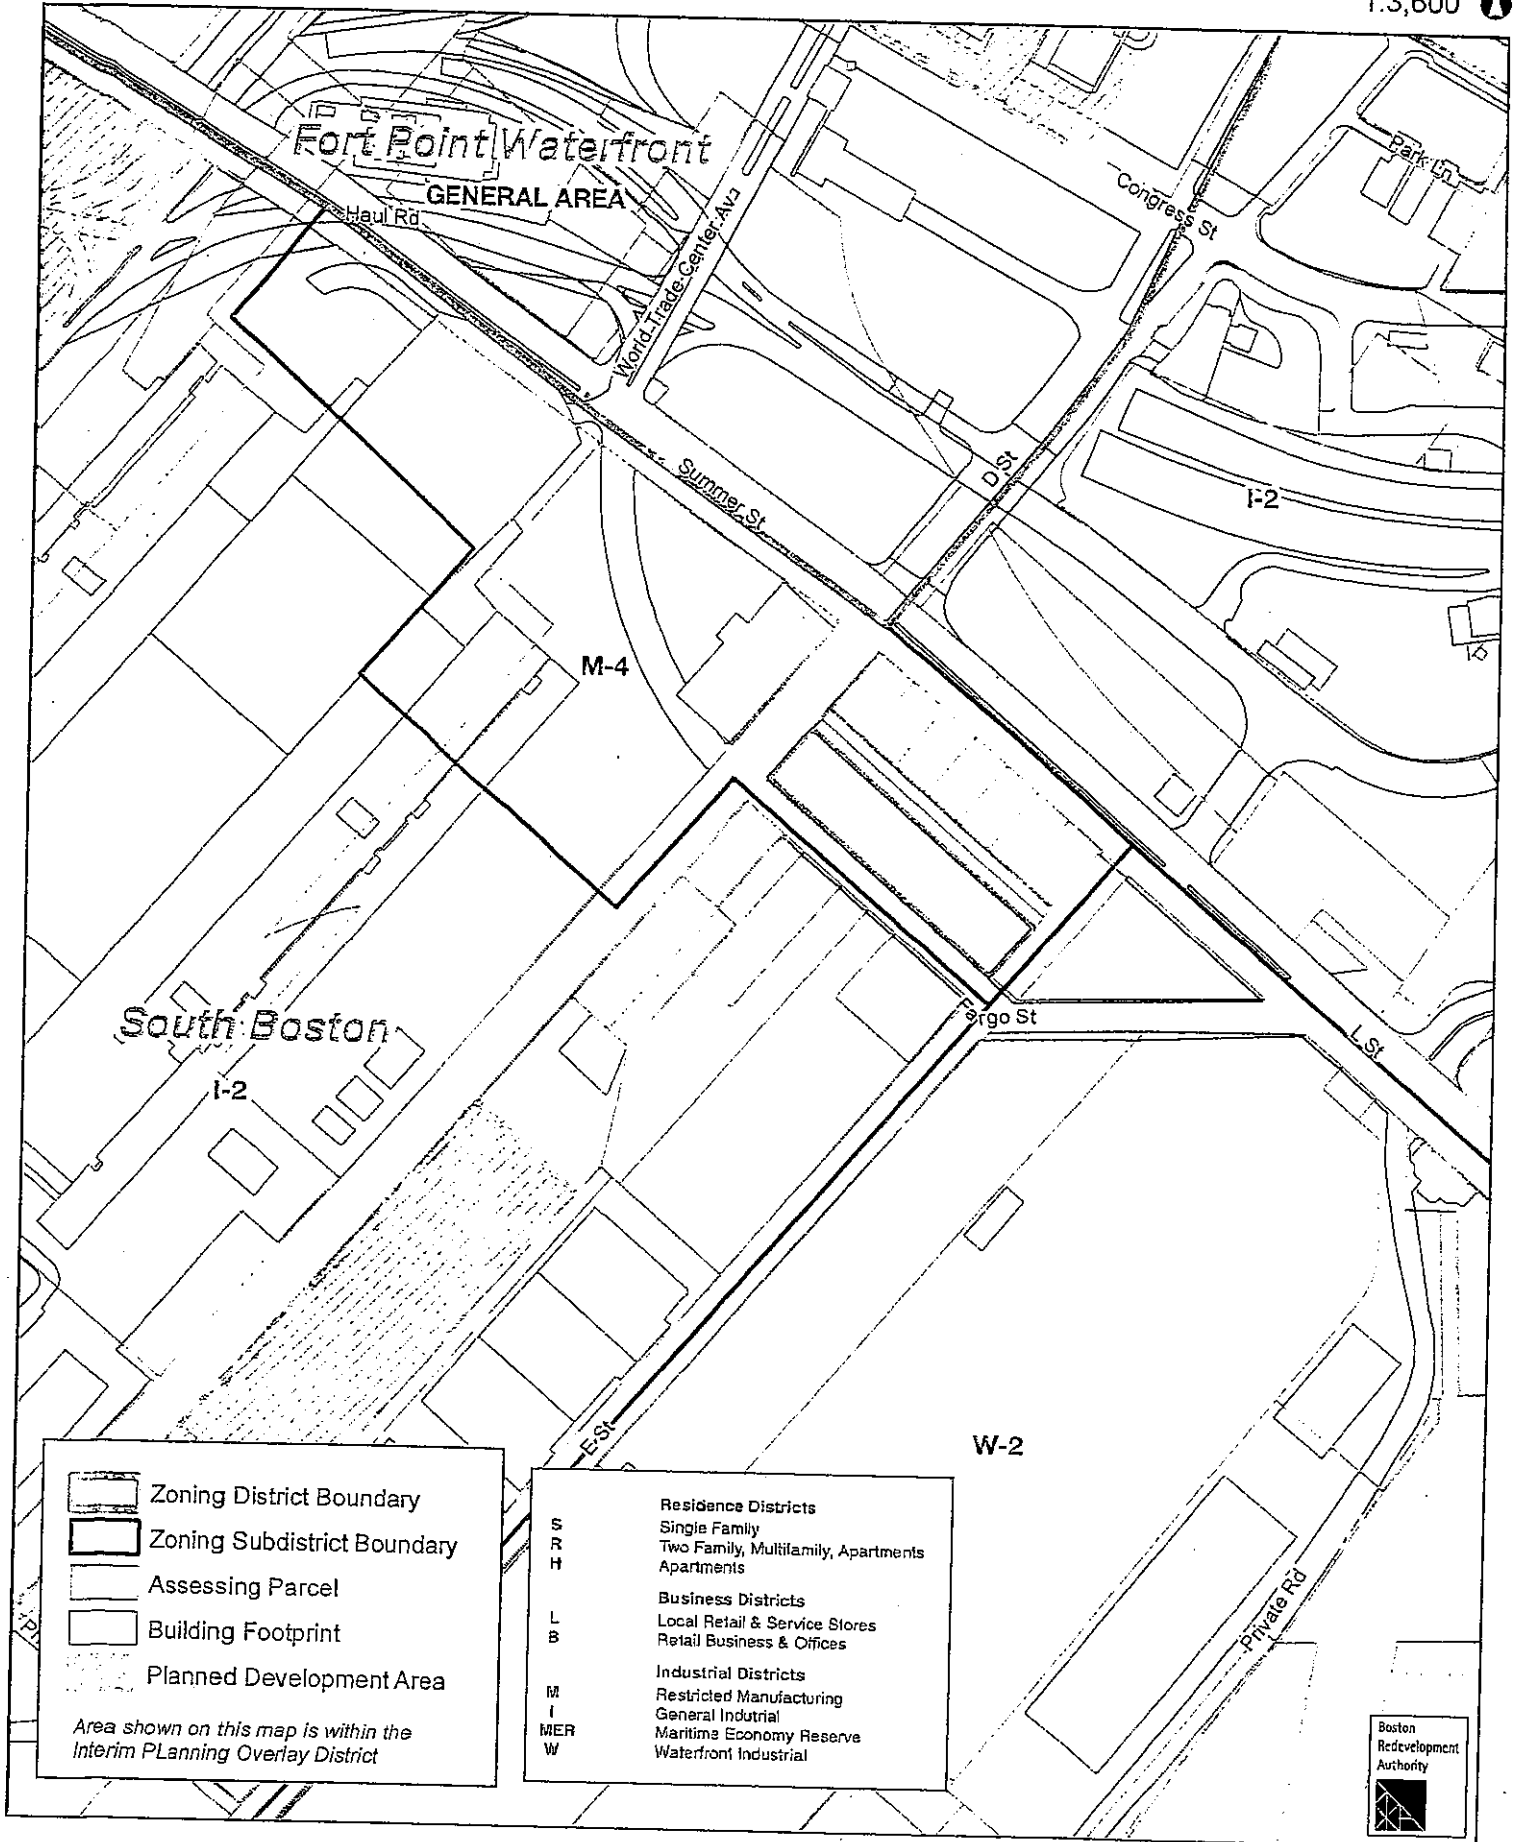 1:3,600
Fort Point Waterfront
GENERAL AREA
Haul Rd
World Trade Center Av
Congress St
Park Ln
Summer St
D St
I-2
M-4
South Boston
I-2
Fargo St
L St
E St
W-2
Private Rd
Zoning District Boundary
Zoning Subdistrict Boundary
Assessing Parcel
Building Footprint
Planned Development Area
Area shown on this map is within the
Interim PLanning Overlay District
Residence Districts
S Single Family
R Two Family, Multifamily, Apartments
H Apartments
Business Districts
L Local Retail & Service Stores
B Retail Business & Offices
Industrial Districts
M Restricted Manufacturing
I General Indutrial
MER Maritime Economy Reserve
W Waterfront Industrial
Boston
Redevelopment
Authority